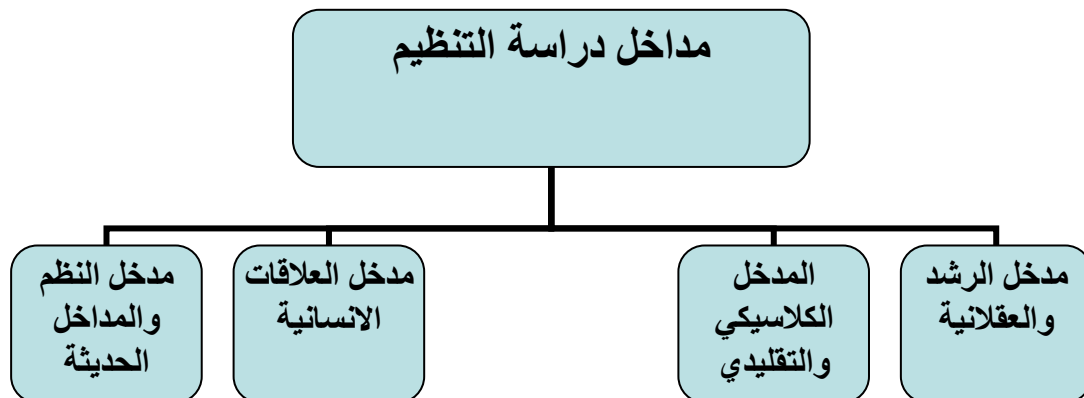 مداخل دراسة التنظيم
مدخل الرشد
والعقلانية
المدخل
الكلاسيكي
والتقليدي
مدخل العلاقات
الانسانية
مدخل النظم
والمداخل
الحديثة